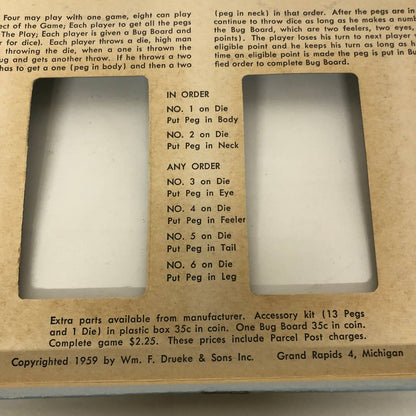 Four may play with one game, eight can play
ect of the Game; Each player to get all the pegs
The Play; Each player is given a Bug Board and
for dice). Each player throws a die, high man
throwing the die, when a one is thrown the
ug and gets another throw. If he throws a two
has to get a one (peg in body) and then a two
(peg in neck) in that order. After the pegs are in
continue to throw dice as long as he makes a num
the Bug Board, which are two feelers, two eyes,
points). The player loses his turn to next player
eligible point and he keeps his turn as long as
time an eligible point is made the peg is put in Bu
fied order to complete Bug Board.
IN ORDER
NO. 1 on Die
Put Peg in Body
NO. 2 on Die
Put Peg in Neck
ANY ORDER
NO. 3 on Die
Put Peg in Eye
NO. 4 on Die
Put Peg in Feeler
NO. 5 on Die
Put Peg in Tail
NO. 6 on Die
Put Peg in Leg
Extra parts available from manufacturer. Accessory kit (13 Pegs
and 1 Die) in plastic box 35c in coin. One Bug Board 35c in coin.
Complete game $2.25. These prices include Parcel Post charges.
Copyrighted 1959 by Wm. F. Drueke & Sons Inc. Grand Rapids 4, Michigan